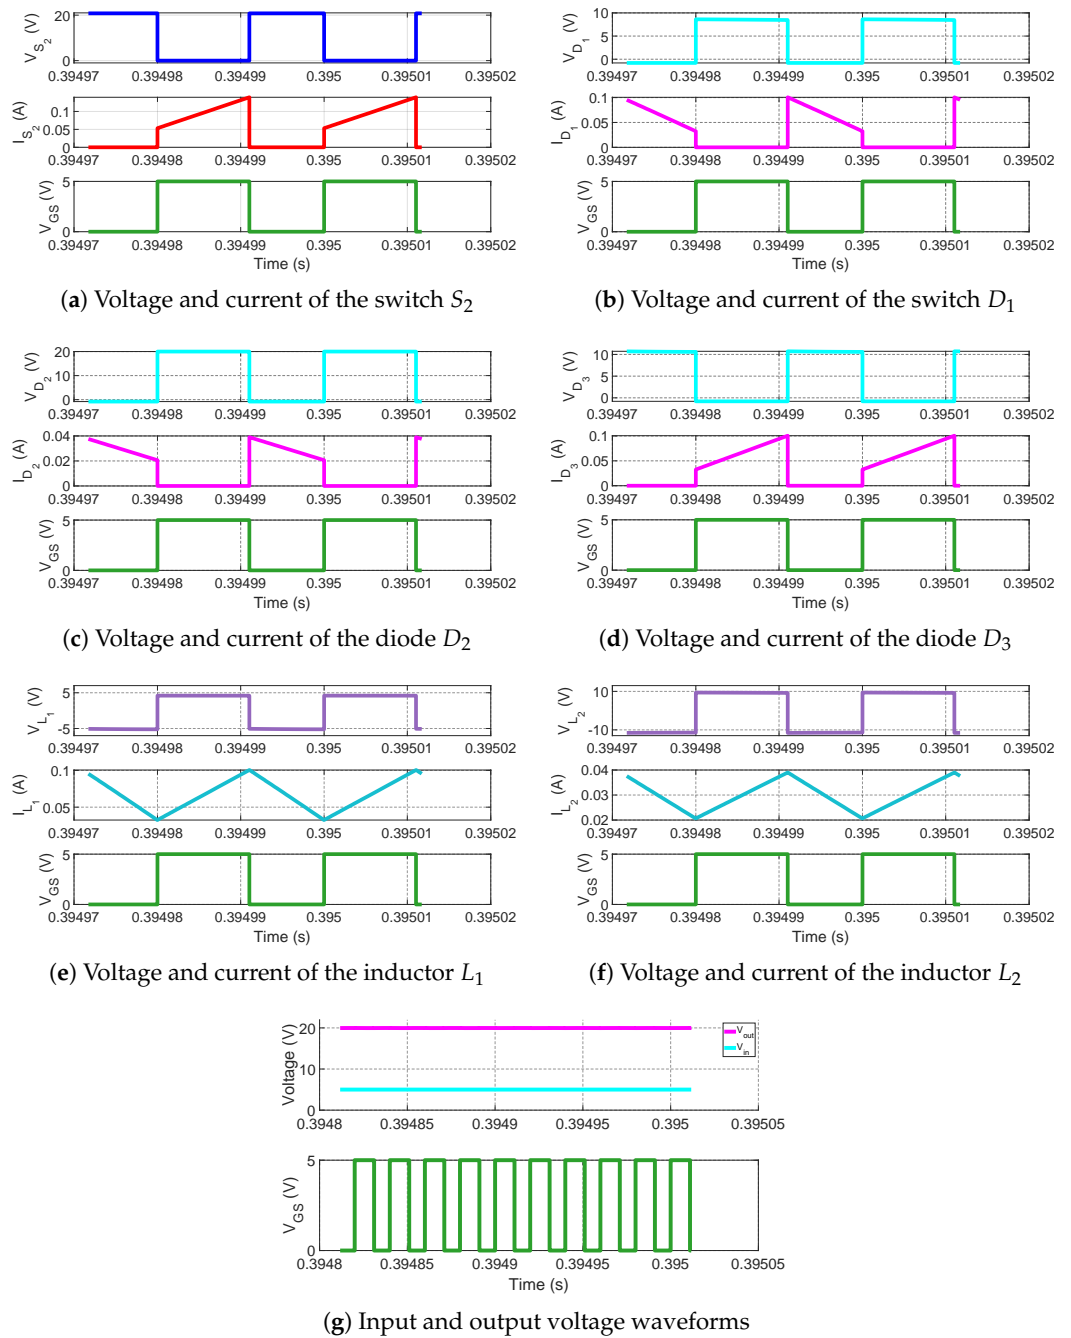 V_S2 (V)
20
0
0.39497 0.39498 0.39499 0.395 0.39501 0.39502
I_S2 (A)
0.1
0.05
0
0.39497 0.39498 0.39499 0.395 0.39501 0.39502
V_GS (V)
5
0
0.39497 0.39498 0.39499 0.395 0.39501 0.39502
Time (s)
(a) Voltage and current of the switch S2
V_D1 (V)
10
5
0
0.39497 0.39498 0.39499 0.395 0.39501 0.39502
I_D1 (A)
0.1
0.05
0
0.39497 0.39498 0.39499 0.395 0.39501 0.39502
V_GS (V)
5
0
0.39497 0.39498 0.39499 0.395 0.39501 0.39502
Time (s)
(b) Voltage and current of the switch D1
V_D2 (V)
20
10
0
0.39497 0.39498 0.39499 0.395 0.39501 0.39502
I_D2 (A)
0.04
0.02
0
0.39497 0.39498 0.39499 0.395 0.39501 0.39502
V_GS (V)
5
0
0.39497 0.39498 0.39499 0.395 0.39501 0.39502
Time (s)
(c) Voltage and current of the diode D2
V_D3 (V)
10
5
0
0.39497 0.39498 0.39499 0.395 0.39501 0.39502
I_D3 (A)
0.1
0.05
0
0.39497 0.39498 0.39499 0.395 0.39501 0.39502
V_GS (V)
5
0
0.39497 0.39498 0.39499 0.395 0.39501 0.39502
Time (s)
(d) Voltage and current of the diode D3
V_L1 (V)
5
-5
0.39497 0.39498 0.39499 0.395 0.39501 0.39502
I_L1 (A)
0.1
0.05
0.39497 0.39498 0.39499 0.395 0.39501 0.39502
V_GS (V)
5
0
0.39497 0.39498 0.39499 0.395 0.39501 0.39502
Time (s)
(e) Voltage and current of the inductor L1
V_L2 (V)
10
-10
0.39497 0.39498 0.39499 0.395 0.39501 0.39502
I_L2 (A)
0.04
0.03
0.02
0.39497 0.39498 0.39499 0.395 0.39501 0.39502
V_GS (V)
5
0
0.39497 0.39498 0.39499 0.395 0.39501 0.39502
Time (s)
(f) Voltage and current of the inductor L2
Voltage (V)
20
10
0
V_out
V_in
0.3948 0.39485 0.3949 0.39495 0.395 0.39505
V_GS (V)
5
0
0.3948 0.39485 0.3949 0.39495 0.395 0.39505
Time (s)
(g) Input and output voltage waveforms